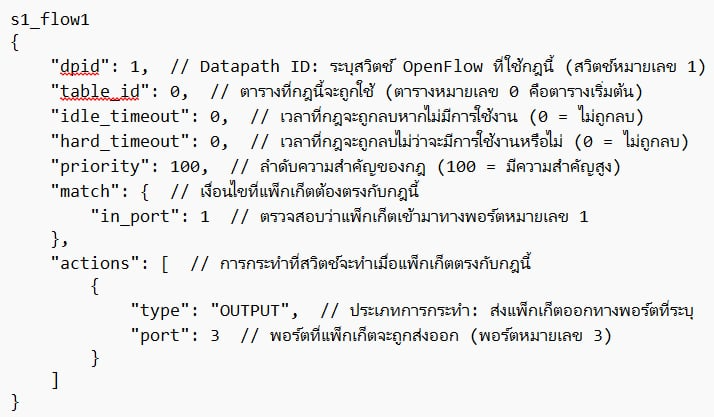 s1_flow1
{
    "dpid": 1,  // Datapath ID: ระบุสวิตช์ OpenFlow ที่ใช้กฎนี้ (สวิตช์หมายเลข 1)
    "table_id": 0,  // ตารางที่กฎนี้จะถูกใช้ (ตารางหมายเลข 0 คือตารางเริ่มต้น)
    "idle_timeout": 0,  // เวลาที่กฎจะถูกลบหากไม่มีการใช้งาน (0 = ไม่ถูกลบ)
    "hard_timeout": 0,  // เวลาที่กฎจะถูกลบไม่ว่าจะมีการใช้งานหรือไม่ (0 = ไม่ถูกลบ)
    "priority": 100,  // ลำดับความสำคัญของกฎ (100 = มีความสำคัญสูง)
    "match": {  // เงื่อนไขที่แพ็กเก็ตต้องตรงกับกฎนี้
        "in_port": 1  // ตรวจสอบว่าแพ็กเก็ตเข้ามาทางพอร์ตหมายเลข 1
    },
    "actions": [  // การกระทำที่สวิตช์จะทำเมื่อแพ็กเก็ตตรงกับกฎนี้
        {
            "type": "OUTPUT",  // ประเภทการกระทำ: ส่งแพ็กเก็ตออกทางพอร์ตที่ระบุ
            "port": 3  // พอร์ตที่แพ็กเก็ตจะถูกส่งออก (พอร์ตหมายเลข 3)
        }
    ]
}